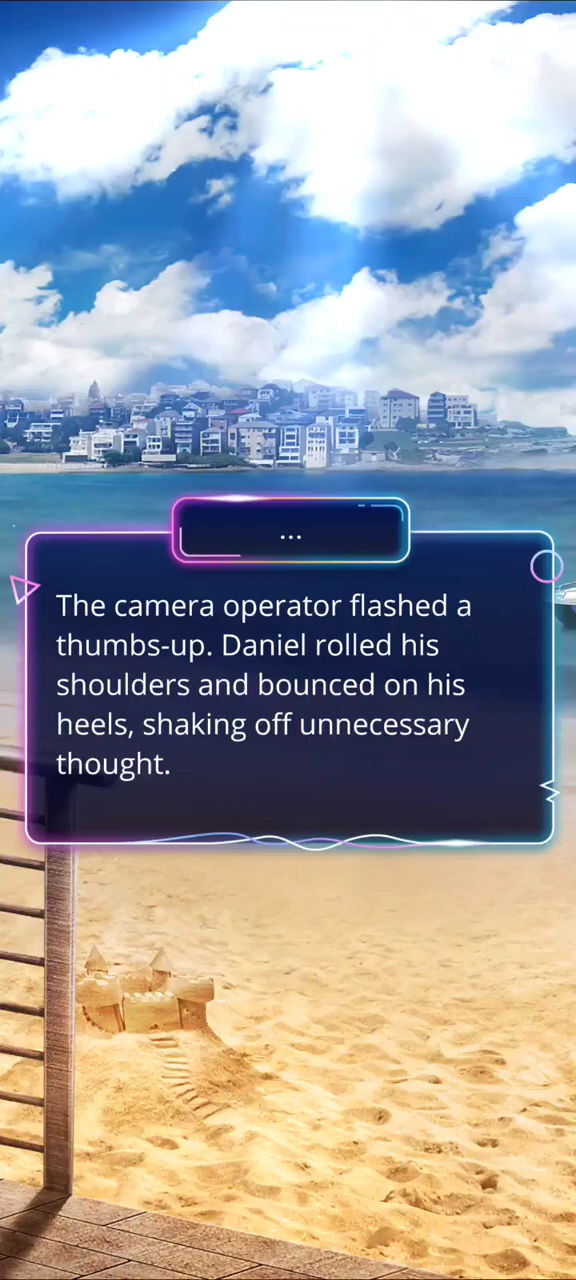 ...
The camera operator flashed a
thumbs-up. Daniel rolled his
shoulders and bounced on his
heels, shaking off unnecessary
thought.